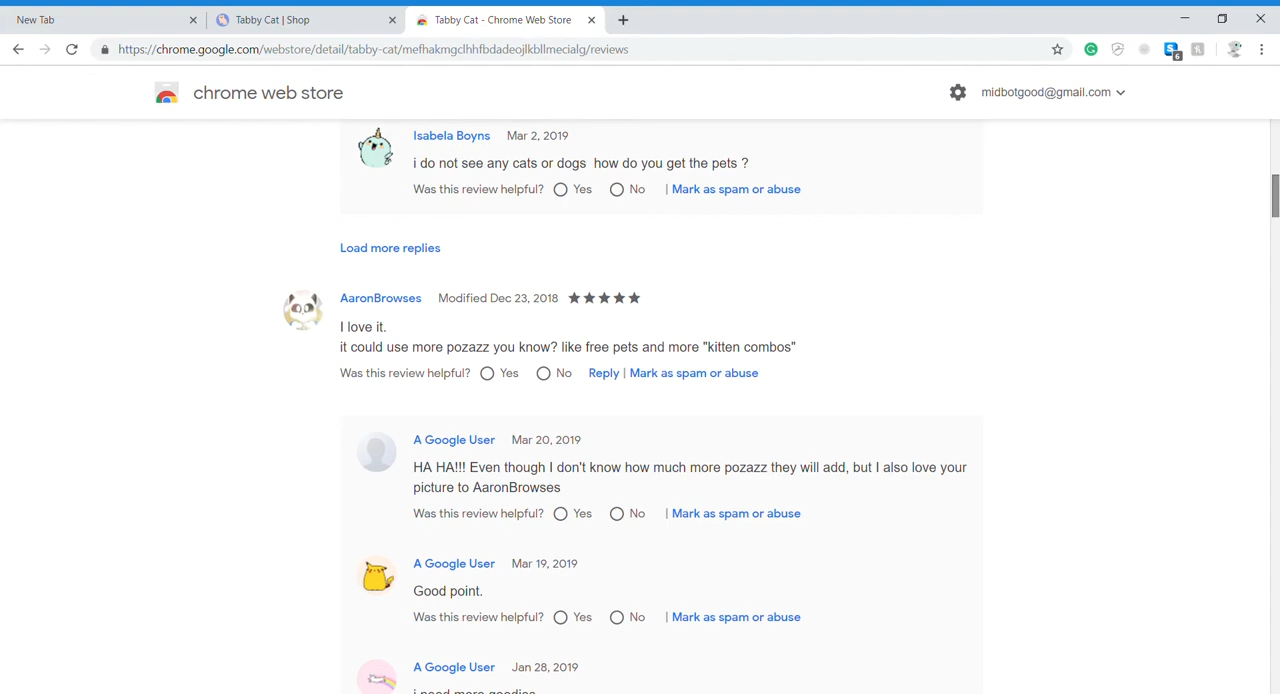 New Tab
Tabby Cat | Shop
Tabby Cat - Chrome Web Store
https://chrome.google.com/webstore/detail/tabby-cat/mefhakmgclhhfbdadeojlkbllmecialg/reviews
6
chrome web store
midbotgood@gmail.com
Isabela Boyns Mar 2, 2019
i do not see any cats or dogs how do you get the pets ?
Was this review helpful? Yes No | Mark as spam or abuse
Load more replies
AaronBrowses Modified Dec 23, 2018
I love it.
it could use more pozazz you know? like free pets and more "kitten combos"
Was this review helpful? Yes No Reply | Mark as spam or abuse
A Google User Mar 20, 2019
HA HA!!! Even though I don't know how much more pozazz they will add, but I also love your
picture to AaronBrowses
Was this review helpful? Yes No | Mark as spam or abuse
A Google User Mar 19, 2019
Good point.
Was this review helpful? Yes No | Mark as spam or abuse
A Google User Jan 28, 2019
i need more goodies